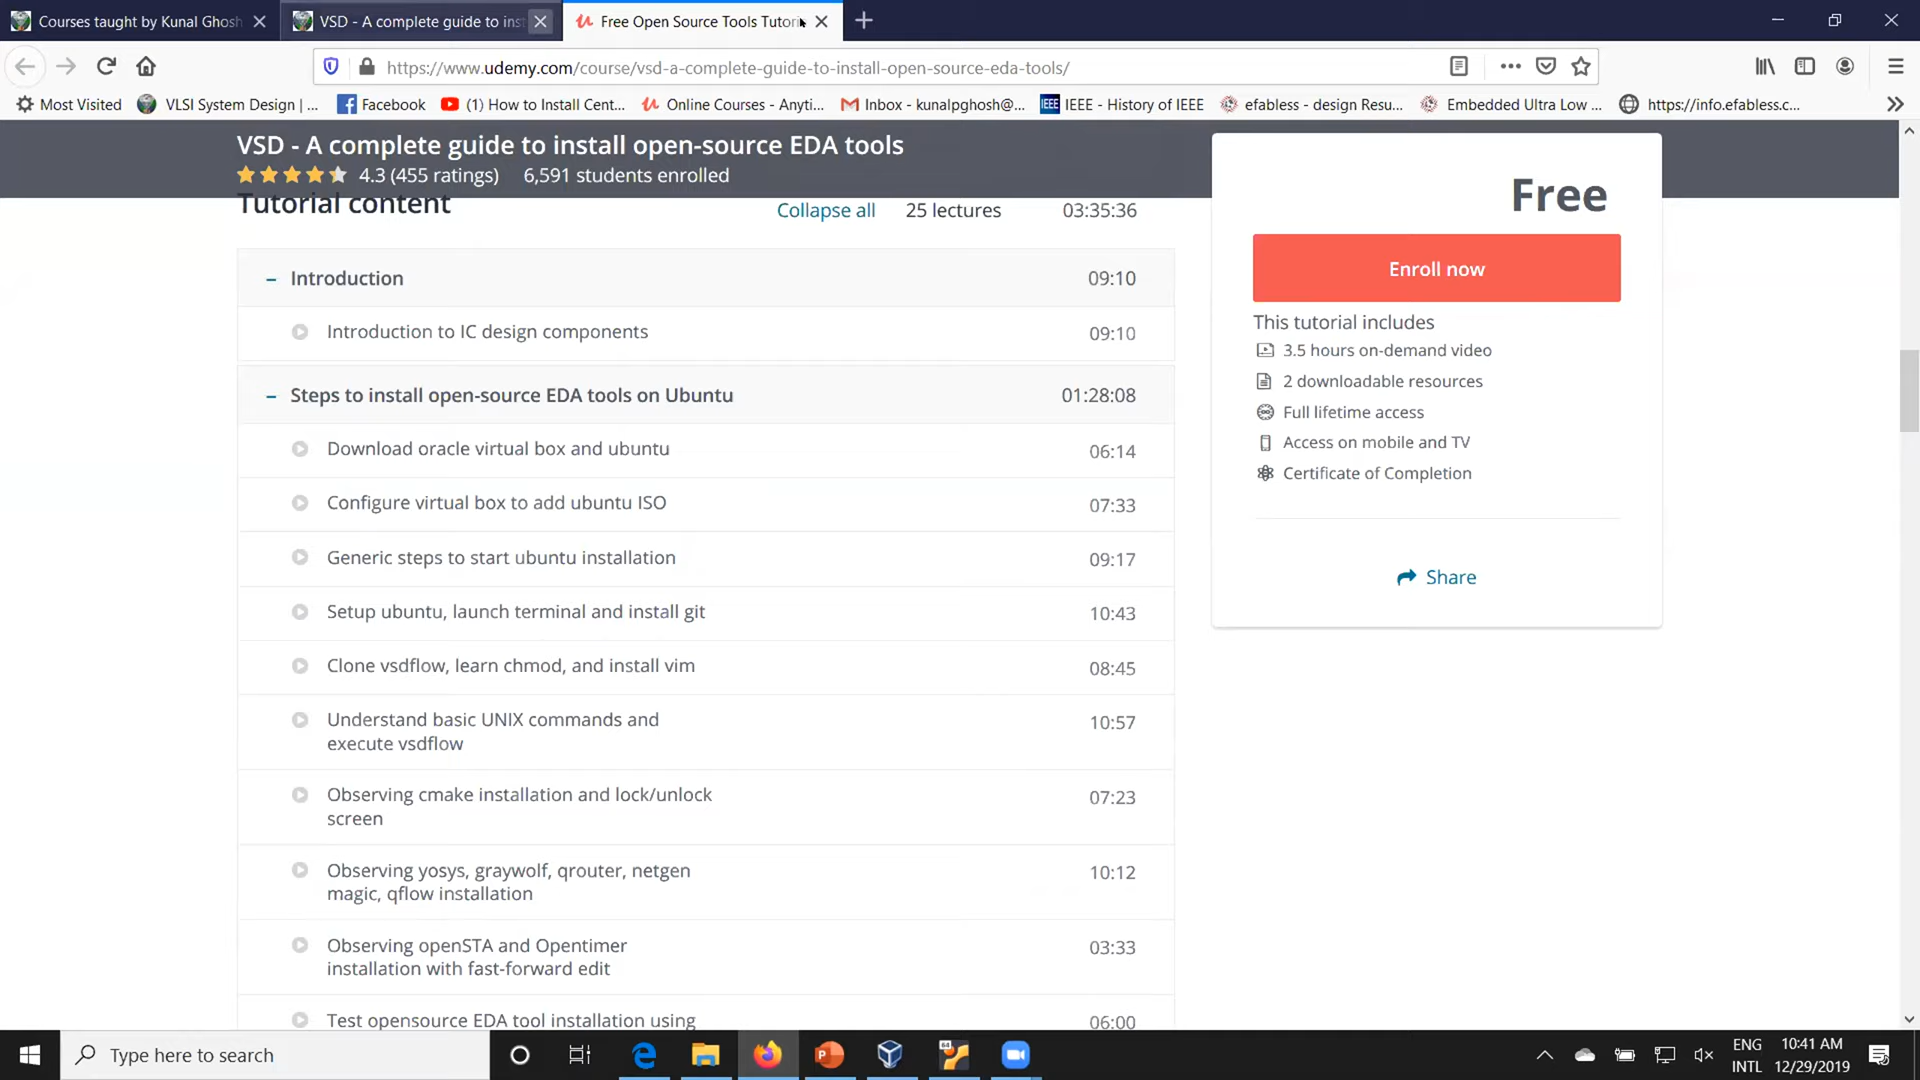 Courses taught by Kunal Ghosh
VSD - A complete guide to ins
Free Open Source Tools Tutori
https://www.udemy.com/course/vsd-a-complete-guide-to-install-open-source-eda-tools/
Most Visited
VLSI System Design | ...
Facebook
(1) How to Install Cent...
Online Courses - Anyti...
Inbox - kunalpghosh@...
IEEE - History of IEEE
efabless - design Resu...
Embedded Ultra Low ...
https://info.efabless.c...
VSD - A complete guide to install open-source EDA tools
4.3 (455 ratings) 6,591 students enrolled
Tutorial content
Collapse all 25 lectures 03:35:36
Introduction 09:10
Introduction to IC design components 09:10
Steps to install open-source EDA tools on Ubuntu 01:28:08
Download oracle virtual box and ubuntu 06:14
Configure virtual box to add ubuntu ISO 07:33
Generic steps to start ubuntu installation 09:17
Setup ubuntu, launch terminal and install git 10:43
Clone vsdflow, learn chmod, and install vim 08:45
Understand basic UNIX commands and 10:57
execute vsdflow
Observing cmake installation and lock/unlock 07:23
screen
Observing yosys, graywolf, qrouter, netgen 10:12
magic, qflow installation
Observing openSTA and Opentimer 03:33
installation with fast-forward edit
Test opensource EDA tool installation using 06:00
Free
Enroll now
This tutorial includes
3.5 hours on-demand video
2 downloadable resources
Full lifetime access
Access on mobile and TV
Certificate of Completion
Share
Type here to search
ENG
INTL
10:41 AM
12/29/2019